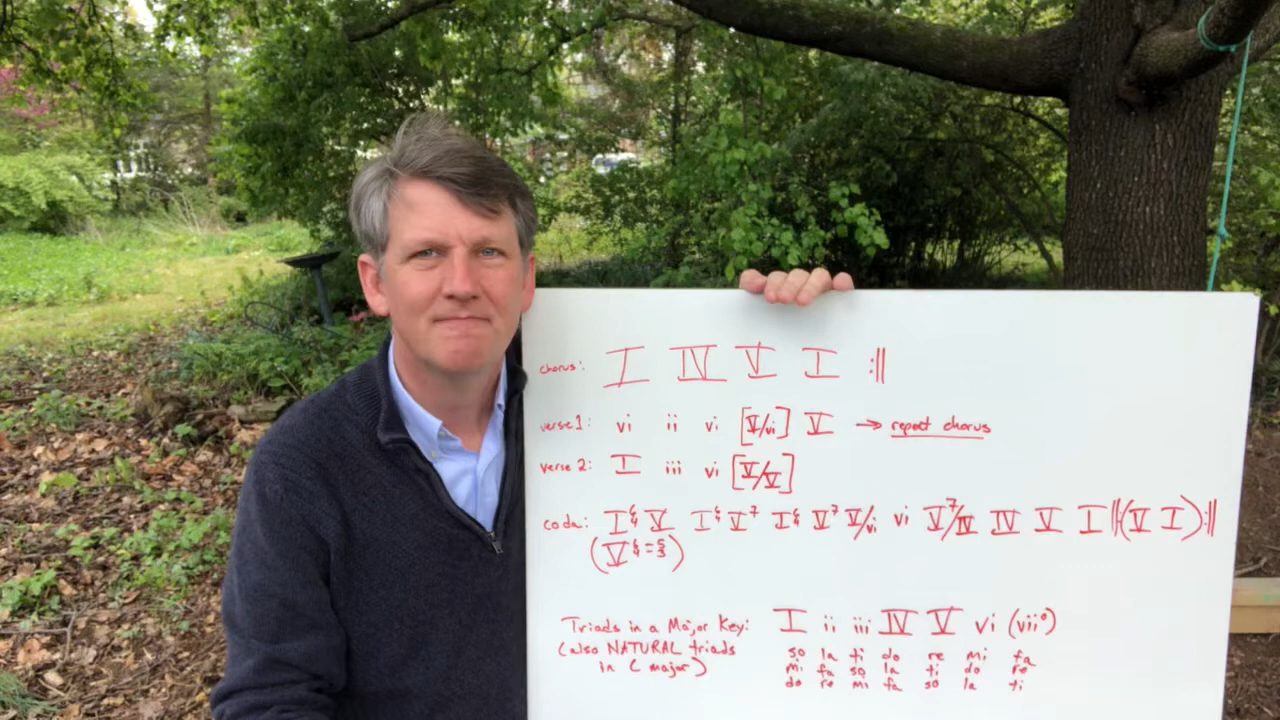 chorus: I IV V I :||
verse 1: vi ii vi [V/vi] V → repeat chorus
verse 2: I iii vi [V/V]
coda: I6/4 V I6/4 V7 I6/4 V7 V/vi vi V7/IV IV V I ||:(V I):||
(V6/4=5/3)
Triads in a Major Key: I ii iii IV V vi (vii°)
(also NATURAL triads so la ti do re mi fa
in C major) mi fa so la ti do re
do re mi fa so la ti